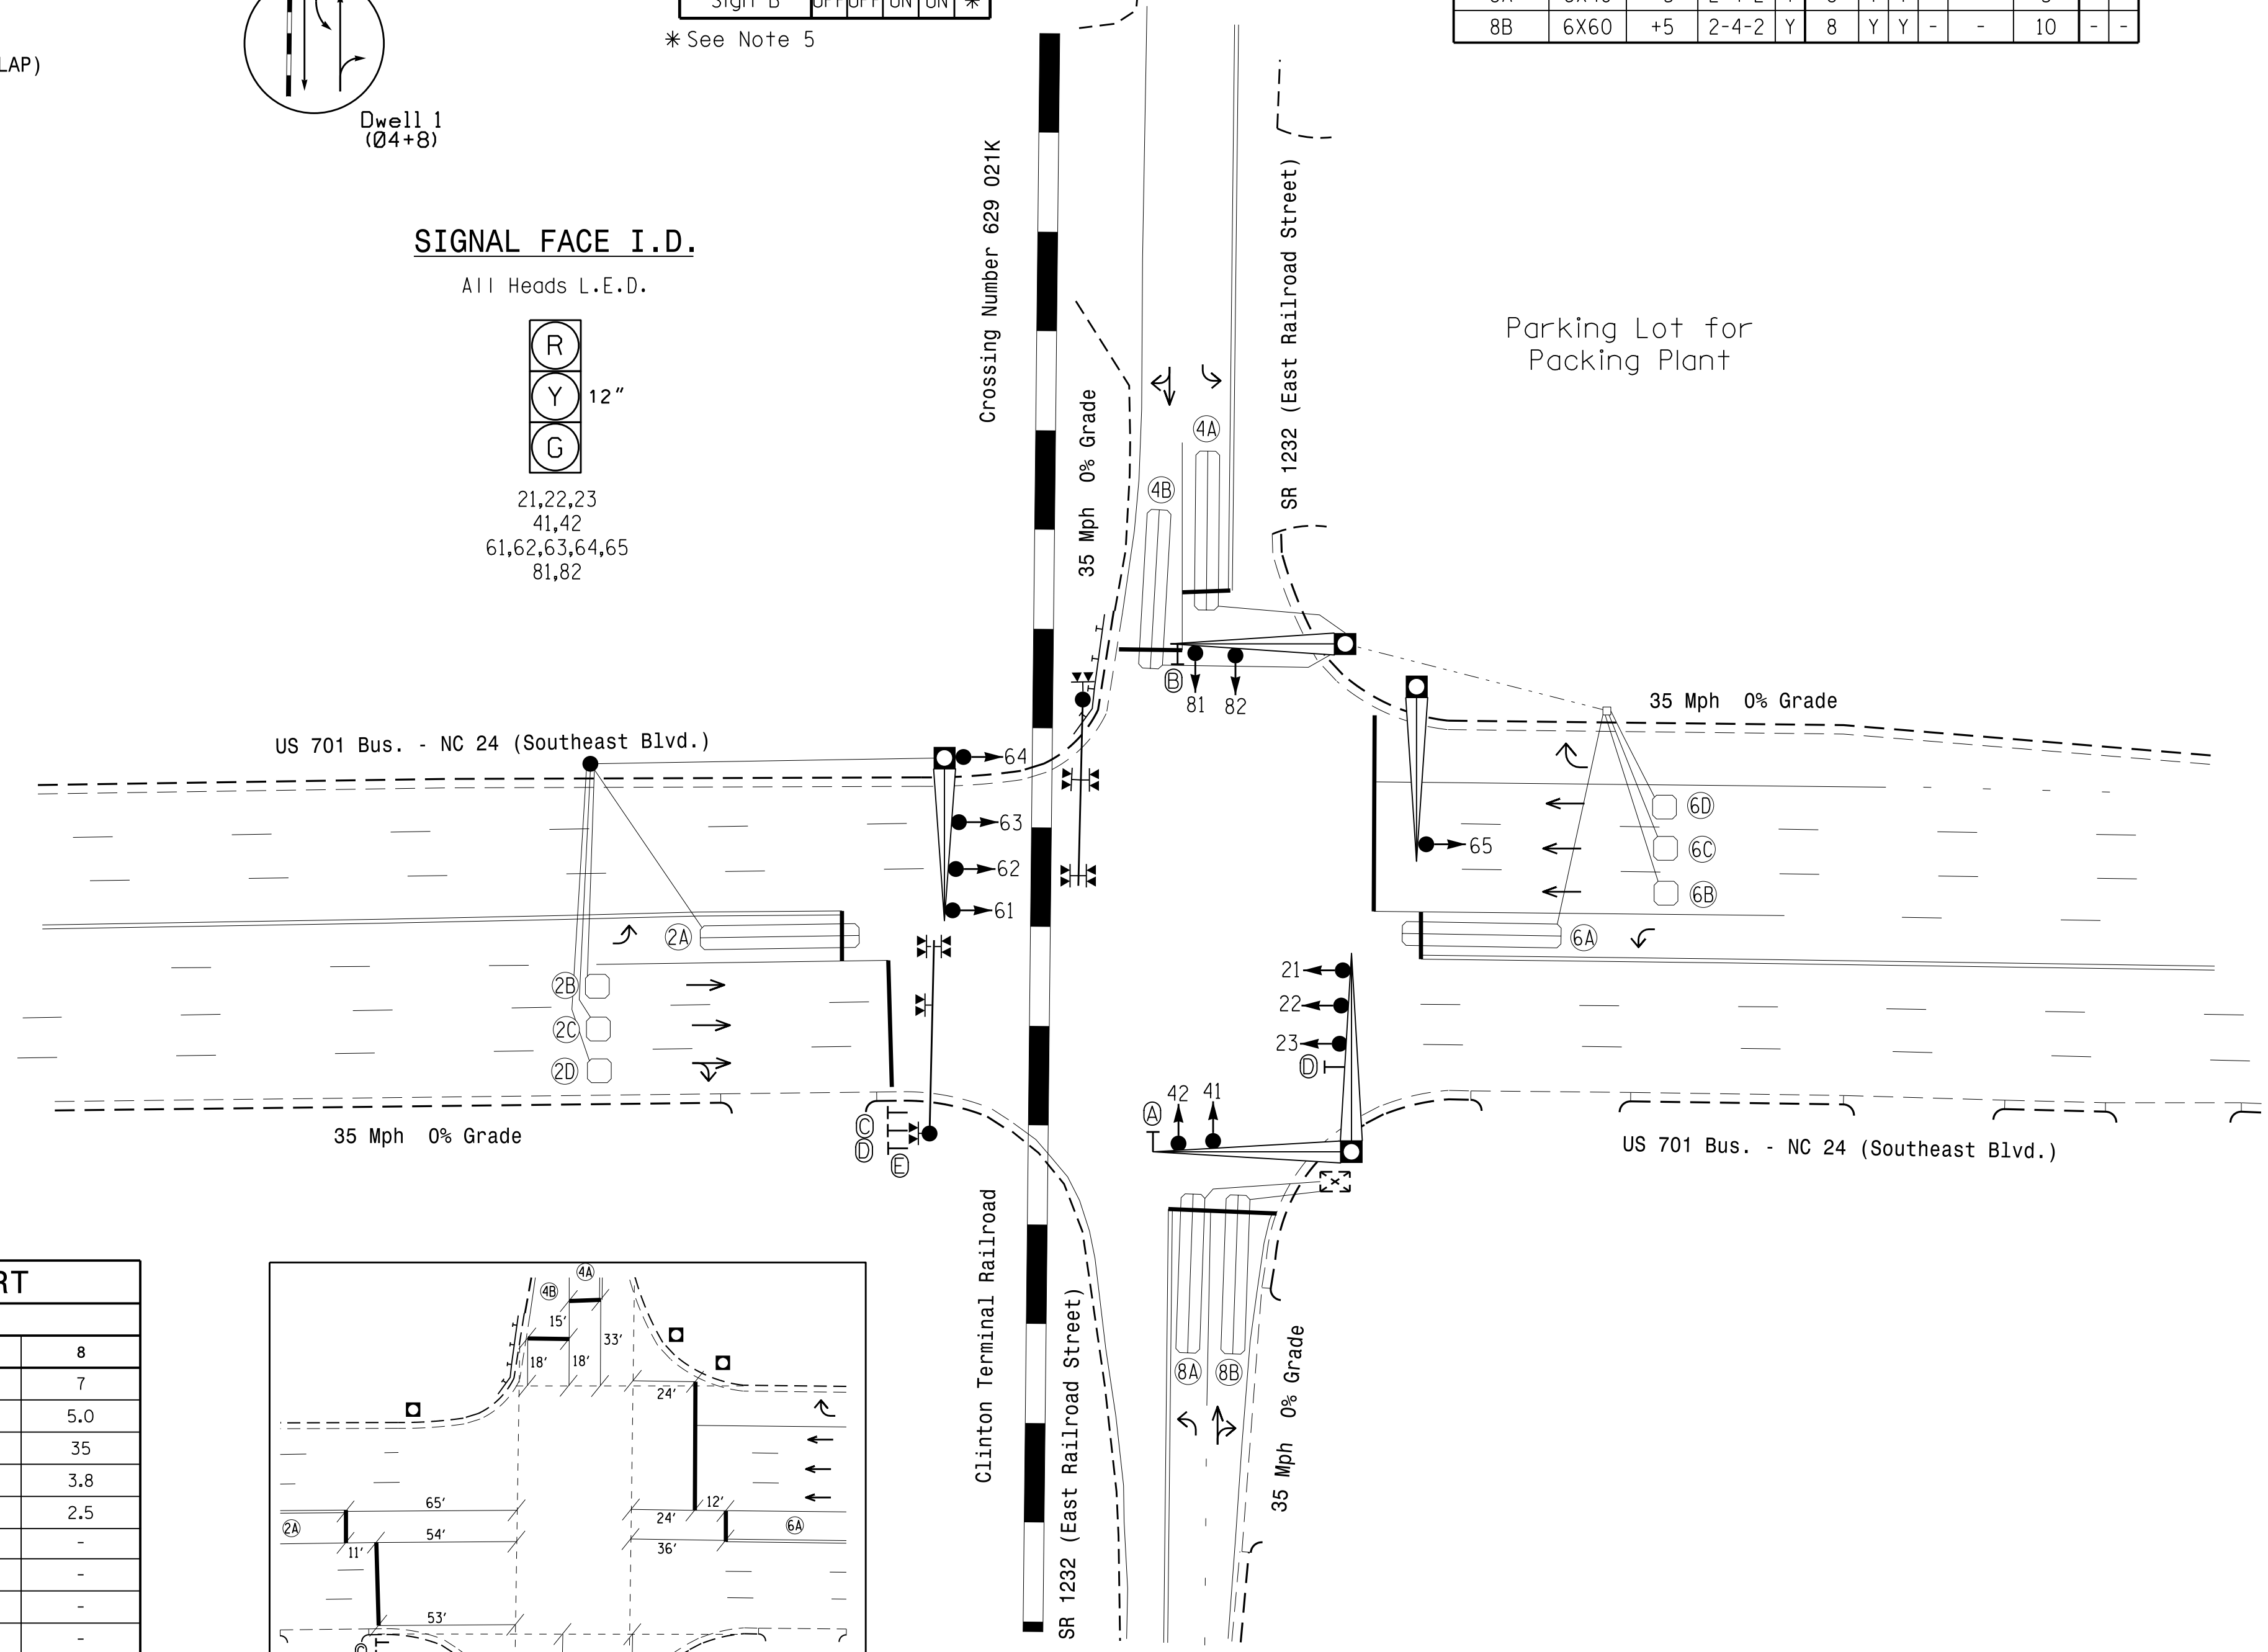 LAP)
Dwell 1
(Ø4+8)
Sign B OFF OFF ON ON *
* See Note 5
8B 6X60 +5 2-4-2 Y 8 Y Y - - 10 - -
SIGNAL FACE I.D.
All Heads L.E.D.
R
Y 12"
G
21,22,23
41,42
61,62,63,64,65
81,82
Crossing Number 629 021K
35 Mph 0% Grade
SR 1232 (East Railroad Street)
Parking Lot for
Packing Plant
4A
4B
B
81 82
35 Mph 0% Grade
US 701 Bus. - NC 24 (Southeast Blvd.)
64
63
62
61
65
6D
6C
6B
6A
2A
2B
2C
2D
21
22
23
D
42 41
A
C
D
E
35 Mph 0% Grade
US 701 Bus. - NC 24 (Southeast Blvd.)
Clinton Terminal Railroad
SR 1232 (East Railroad Street)
8A 8B
35 Mph 0% Grade
RT
8
7
5.0
35
3.8
2.5
-
-
-
-
4A
4B
15'
33'
18' 18'
24'
65'
12'
24'
2A
6A
54'
11'
36'
53'